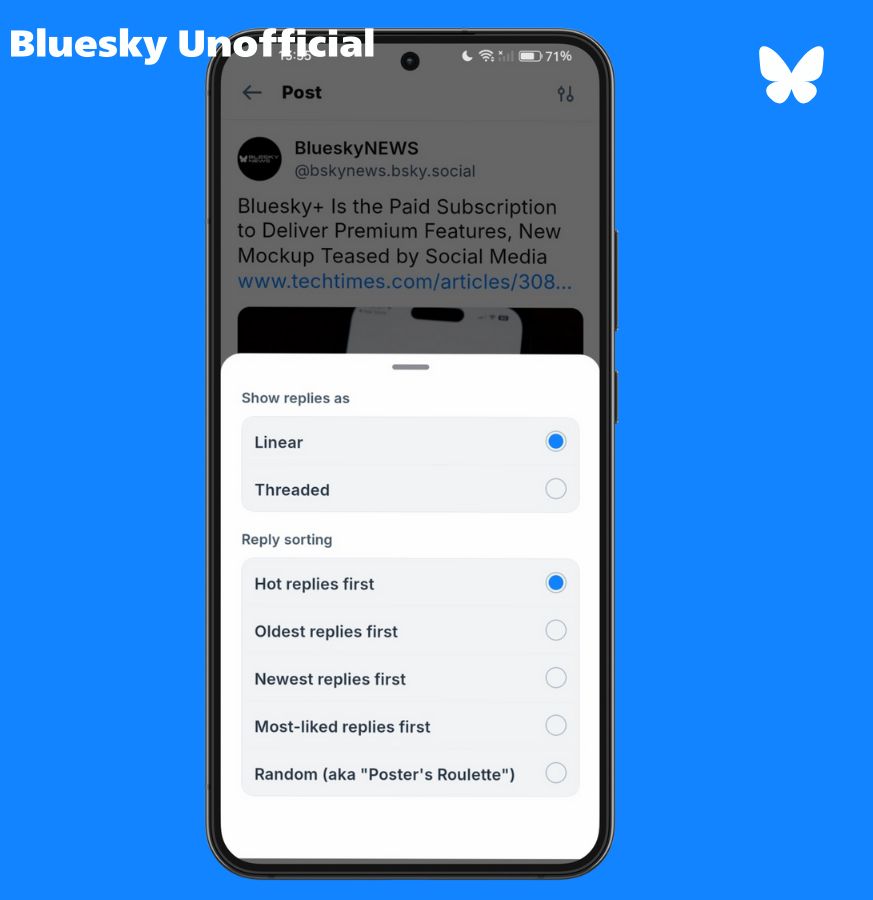 Bluesky Unofficial
71%
Post
BlueskyNEWS
@bskynews.bsky.social
Bluesky+ Is the Paid Subscription
to Deliver Premium Features, New
Mockup Teased by Social Media
www.techtimes.com/articles/308...
Show replies as
Linear
Threaded
Reply sorting
Hot replies first
Oldest replies first
Newest replies first
Most-liked replies first
Random (aka "Poster's Roulette")